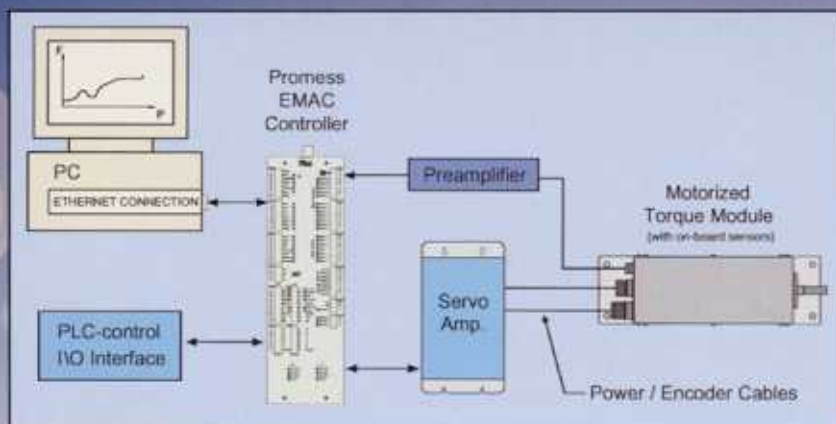 F
P
PC
ETHERNET CONNECTION
Promess
EMAC
Controller
Preamplifier
Motorized
Torque Module
(with on-board sensors)
Servo
Amp.
PLC-control
I\O Interface
Power / Encoder Cables